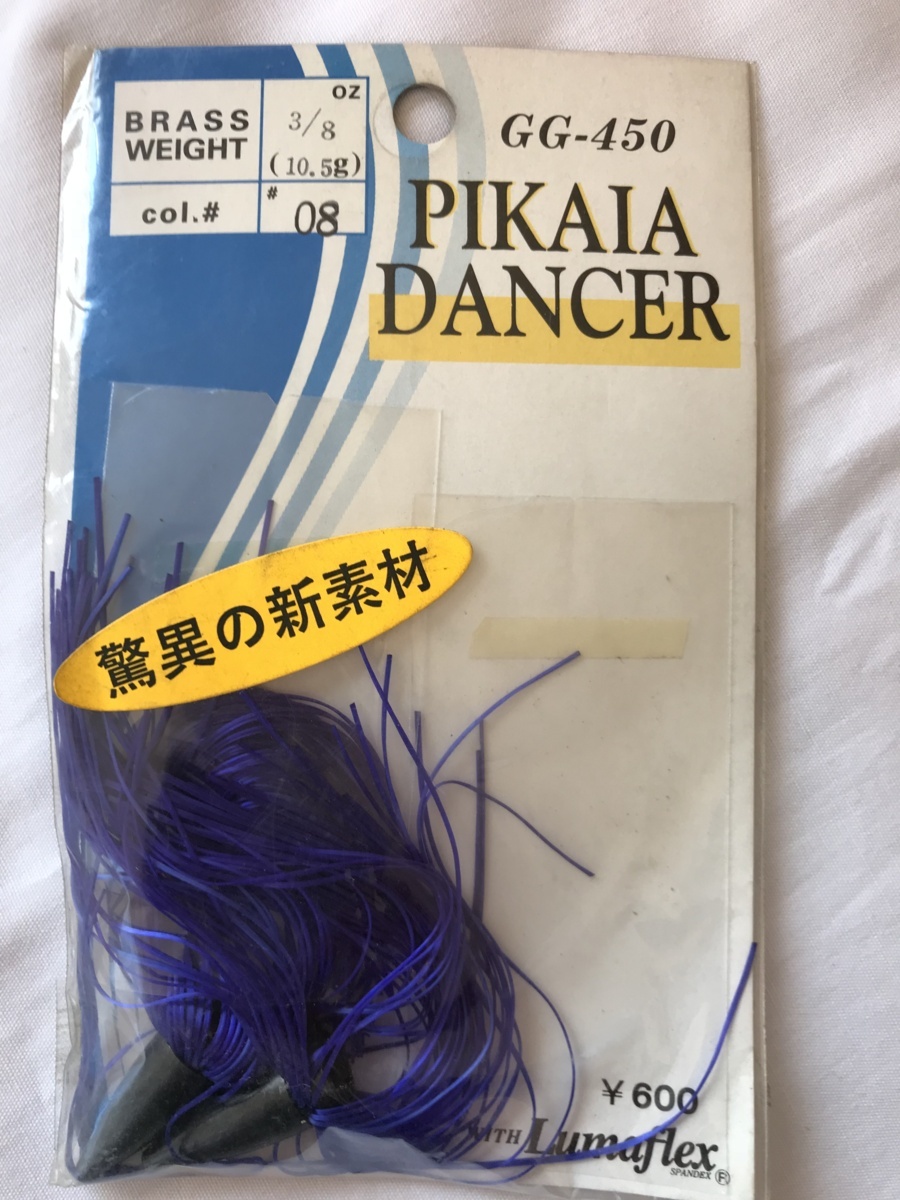 BRASS WEIGHT
oz
3/8
(10.5g)
col.#
# 08
GG-450
PIKAIA
DANCER
驚異の新素材
¥600
WITH Lumaflex
SPANDEX ®